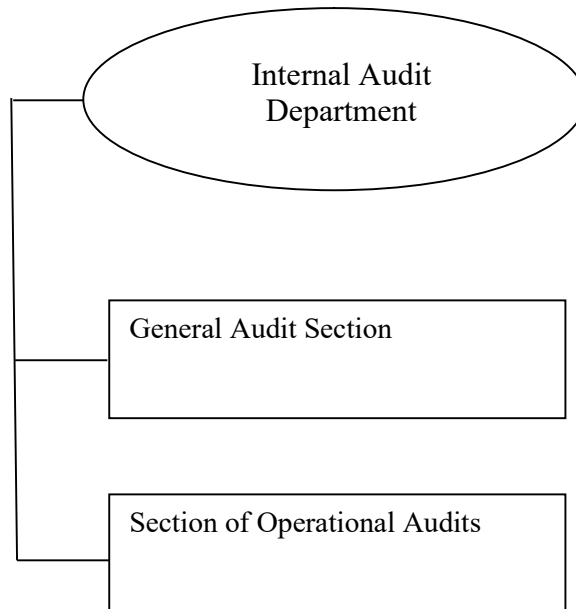 Internal Audit
Department
General Audit Section
Section of Operational Audits